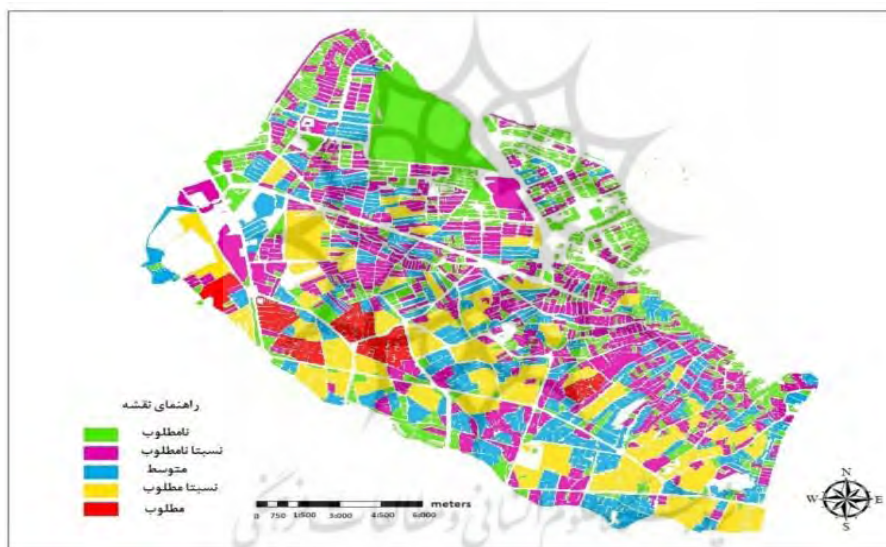 راهنمای نقشه
نامطلوب
نسبتا نامطلوب
متوسط
نسبتا مطلوب
مطلوب
0 750 1:500 3:000 4:500 6:000 meters
N
W E
S